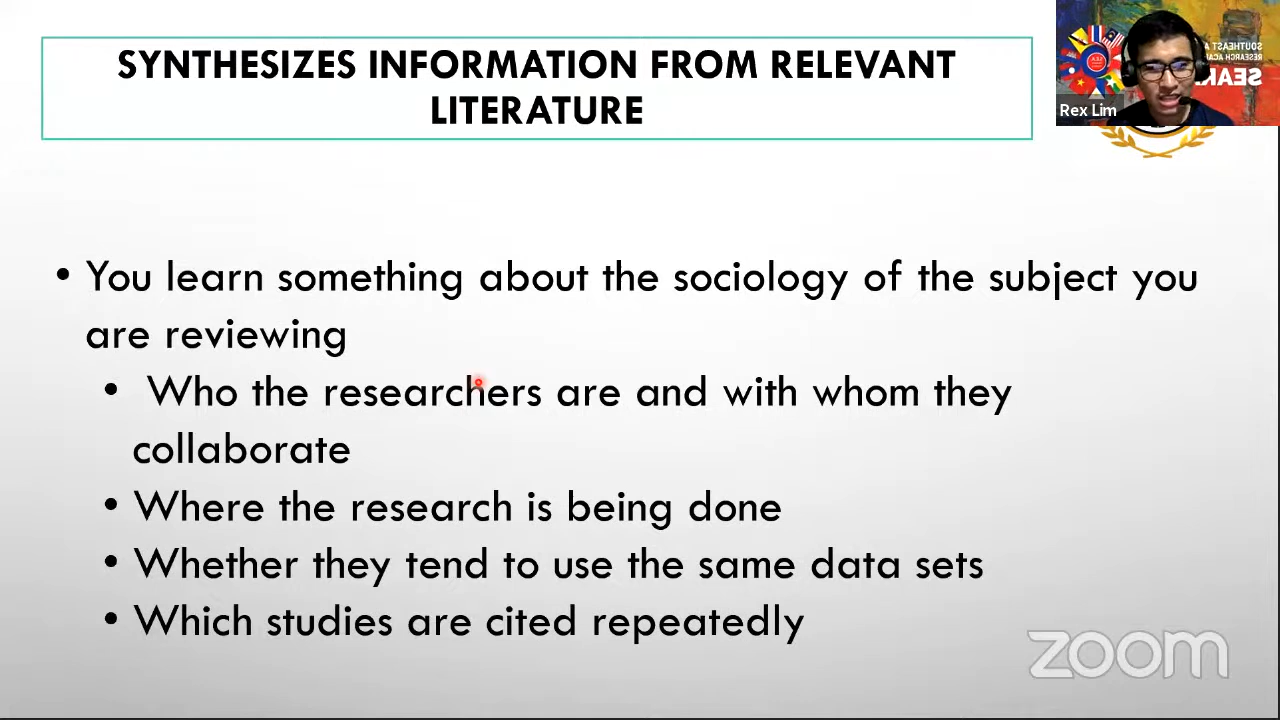 SYNTHESIZES INFORMATION FROM RELEVANT
LITERATURE
Rex Lim
• You learn something about the sociology of the subject you
are reviewing
• Who the researchers are and with whom they
collaborate
• Where the research is being done
• Whether they tend to use the same data sets
• Which studies are cited repeatedly
zoom